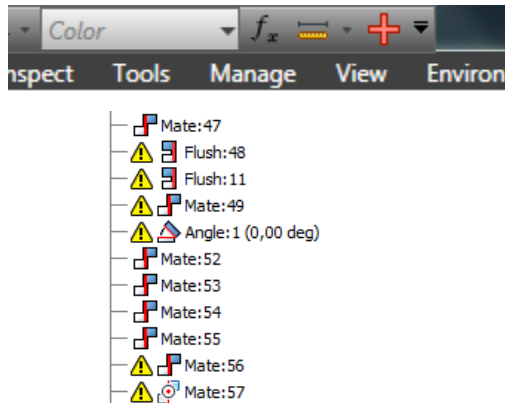 Color fx
nspect Tools Manage View Environ
Mate:47
Flush:48
Flush:11
Mate:49
Angle:1 (0,00 deg)
Mate:52
Mate:53
Mate:54
Mate:55
Mate:56
Mate:57